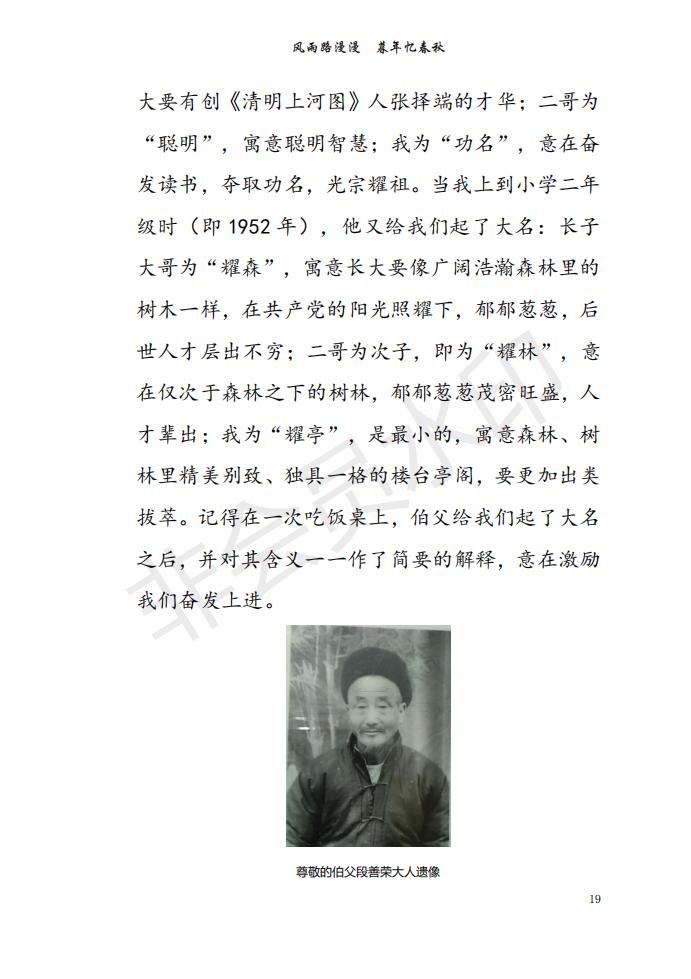 风雨路漫漫 暮年忆春秋
大要有创《清明上河图》人张择端的才华；二哥为
“聪明”，寓意聪明智慧；我为“功名”，意在奋
发读书，夺取功名，光宗耀祖。当我上到小学二年
级时（即 1952 年），他又给我们起了大名：长子
大哥为“耀森”，寓意长大要像广阔浩瀚森林里的
树木一样，在共产党的阳光照耀下，郁郁葱葱，后
世人才层出不穷；二哥为次子，即为“耀林”，意
在仅次于森林之下的树林，郁郁葱葱茂密旺盛，人
才辈出；我为“耀亭”，是最小的，寓意森林、树
林里精美别致、独具一格的楼台亭阁，要更加出类
拔萃。记得在一次吃饭桌上，伯父给我们起了大名
之后，并对其含义一一作了简要的解释，意在激励
我们奋发上进。
非会员水印
尊敬的伯父段善荣大人遗像
19